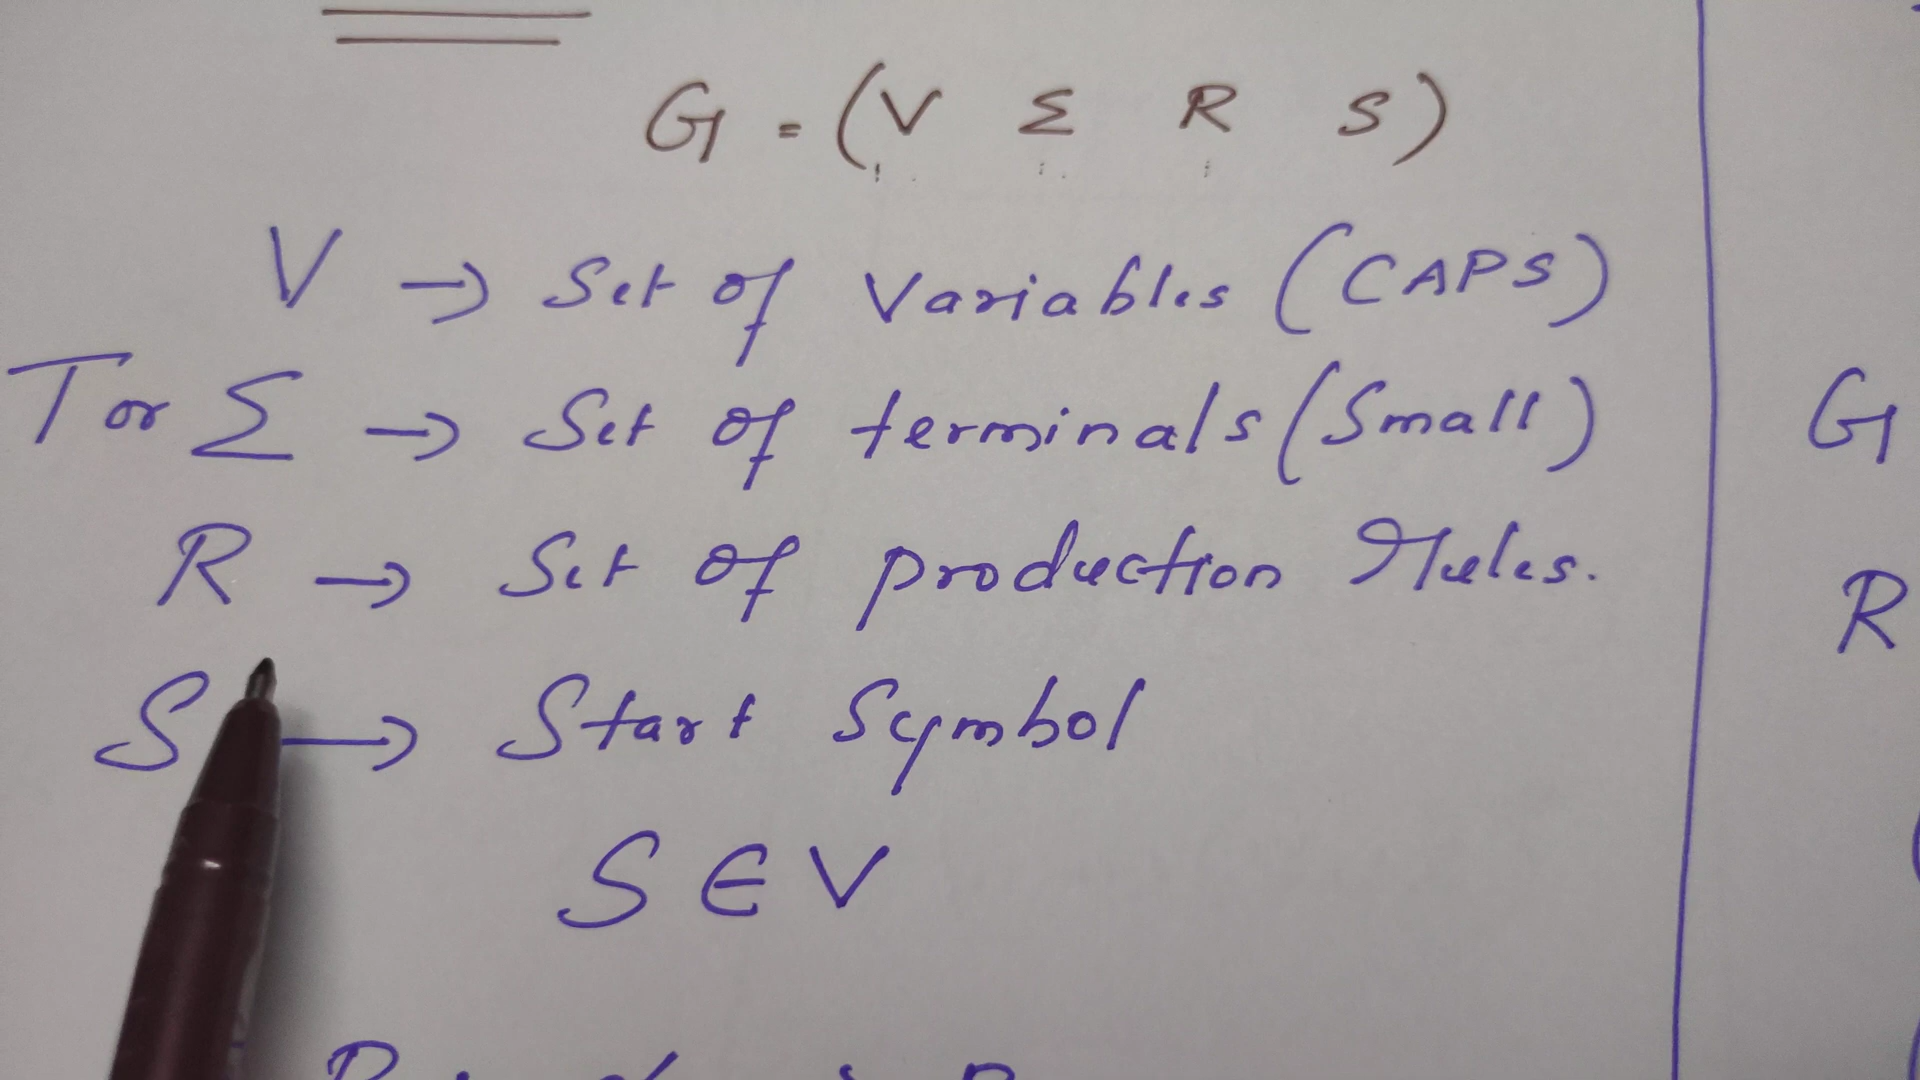 G = (V Σ R S)
V → Set of Variables (CAPS)
T or Σ → Set of terminals (Small)
R → Set of production rules.
S → Start Symbol
S ∈ V
G
R